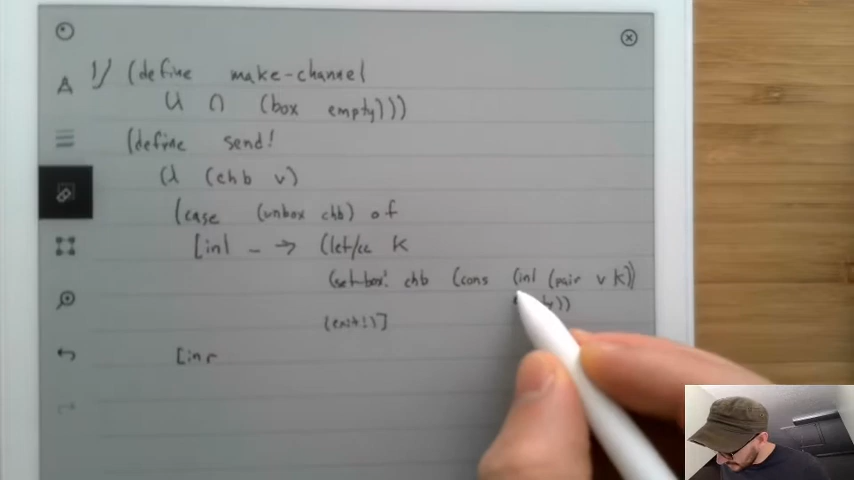 1/ (define make-channel
(λ () (box empty)))
(define send!
(λ (chb v)
(case (unbox chb) of
[inl _ → (let/cc K
(set-box! chb (cons (inl (pair v K))
(exit!)]
[inr